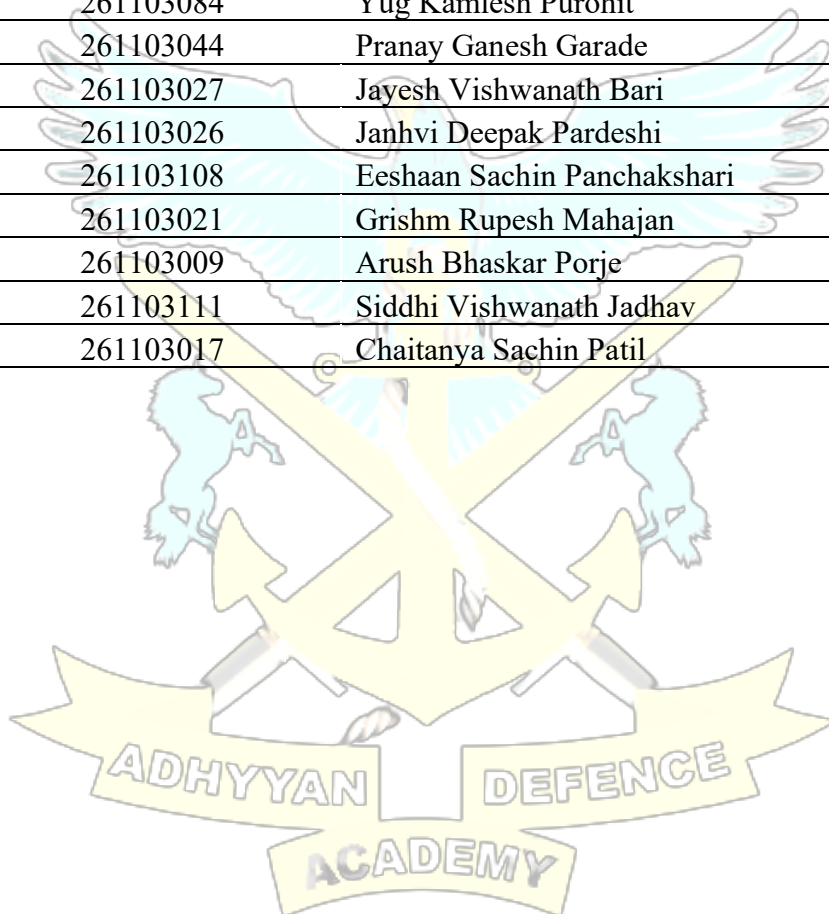 261103084 Yug Kamlesh Purohit
261103044 Pranay Ganesh Garade
261103027 Jayesh Vishwanath Bari
261103026 Janhvi Deepak Pardeshi
261103108 Eeshaan Sachin Panchakshari
261103021 Grishm Rupesh Mahajan
261103009 Arush Bhaskar Porje
261103111 Siddhi Vishwanath Jadhav
261103017 Chaitanya Sachin Patil
ADHYYAN DEFENCE
ACADEMY